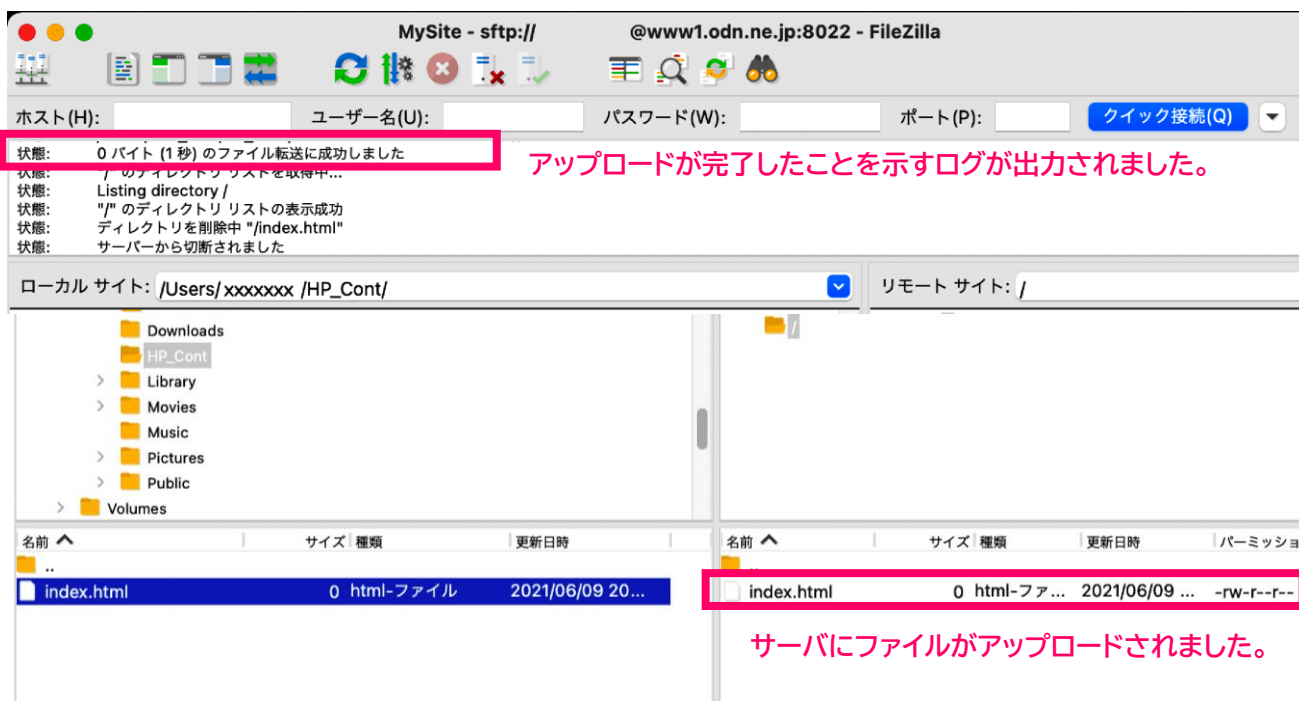 MySite - sftp:// @www1.odn.ne.jp:8022 - FileZilla
ホスト(H): ユーザー名(U): パスワード(W): ポート(P): クイック接続(Q)
状態: 0 バイト (1 秒) のファイル転送に成功しました
アップロードが完了したことを示すログが出力されました。
状態: "/" のディレクトリ リストを取得中...
状態: Listing directory /
状態: "/" のディレクトリ リストの表示成功
状態: ディレクトリを削除中 "/index.html"
状態: サーバーから切断されました
ローカル サイト: /Users/ xxxxxxx /HP_Cont/ リモート サイト: /
Downloads /
HP_Cont
Library
Movies
Music
Pictures
Public
Volumes
名前 サイズ 種類 更新日時 名前 サイズ 種類 更新日時 パーミッショ
.. ..
index.html 0 html-ファイル 2021/06/09 20... index.html 0 html-ファ... 2021/06/09 ... -rw-r--r--
サーバにファイルがアップロードされました。